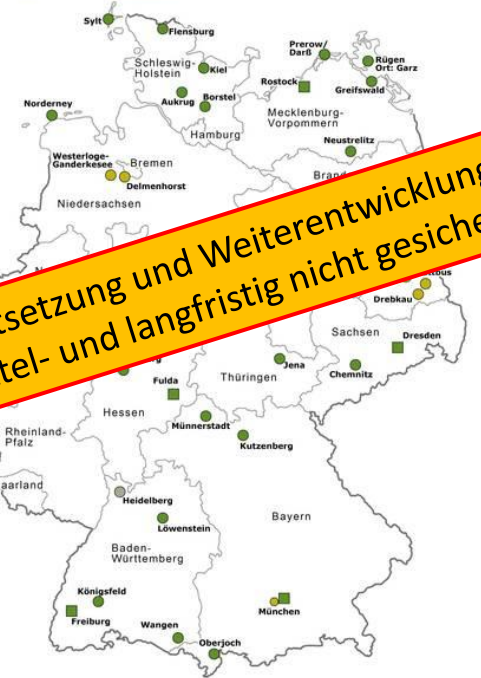 Sylt
Flensburg
Schleswig-
Holstein
Kiel
Prerow/
Darß
Rügen
Ort: Garz
Rostock
Greifswald
Aukrug
Borstel
Norderney
Mecklenburg-
Vorpommern
Hamburg
Neustrelitz
Westerloge-
Ganderkesee
Bremen
Delmenhorst
Niedersachsen
Drebkau
Sachsen
Dresden
Jena
Chemnitz
Thüringen
Fulda
Hessen
Münnerstadt
Kutzenberg
Rheinland-
Pfalz
aarland
Heidelberg
Löwenstein
Bayern
Baden-
Württemberg
Königsfeld
Freiburg
München
Wangen
Oberjoch
tsetzung und Weiterentwicklung
tel- und langfristig nicht gesiche